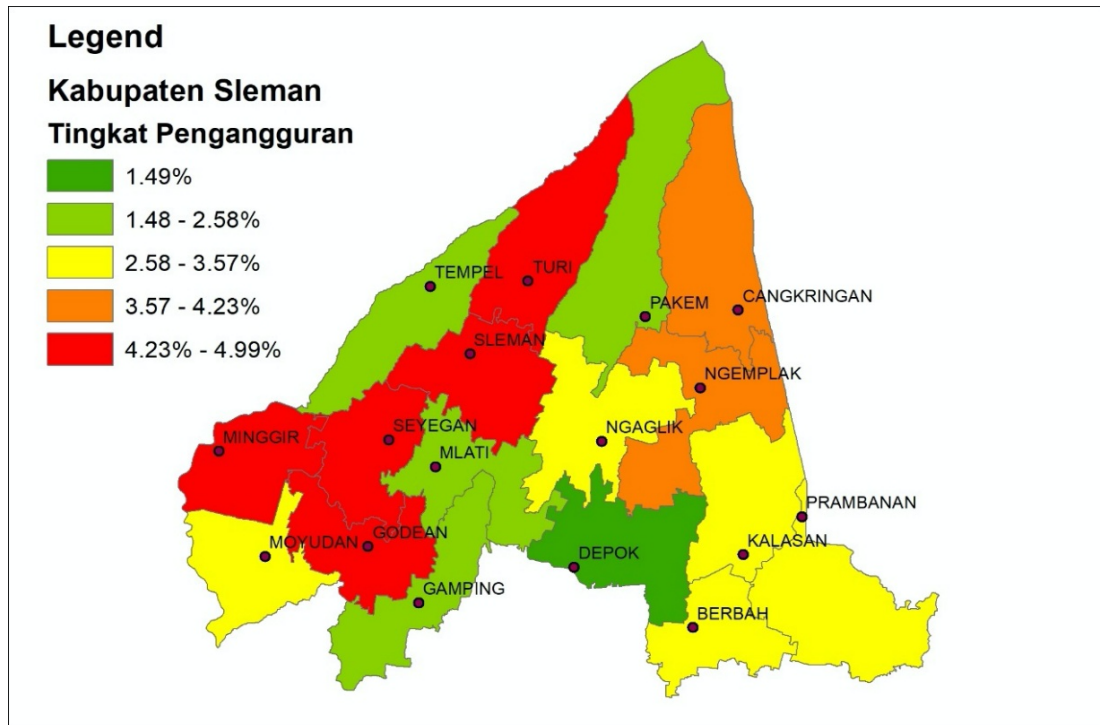 Legend
Kabupaten Sleman
Tingkat Pengangguran
1.49%
1.48 - 2.58%
2.58 - 3.57%
3.57 - 4.23%
4.23% - 4.99%
TEMPEL
TURI
PAKEM
CANGKRINGAN
SLEMAN
NGEMPLAK
MINGGIR
SEYEGAN
NGAGLIK
MLATI
PRAMBANAN
MOYUDAN
GODEAN
DEPOK
KALASAN
GAMPING
BERBAH